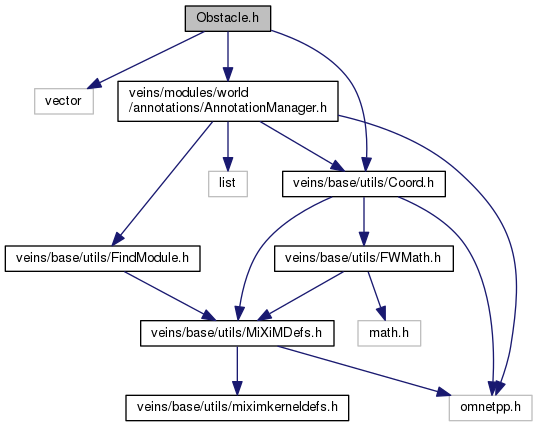 Obstacle.h
vector
veins/modules/world
/annotations/AnnotationManager.h
list
veins/base/utils/Coord.h
veins/base/utils/FindModule.h
veins/base/utils/FWMath.h
veins/base/utils/MiXiMDefs.h
math.h
veins/base/utils/miximkerneldefs.h
omnetpp.h